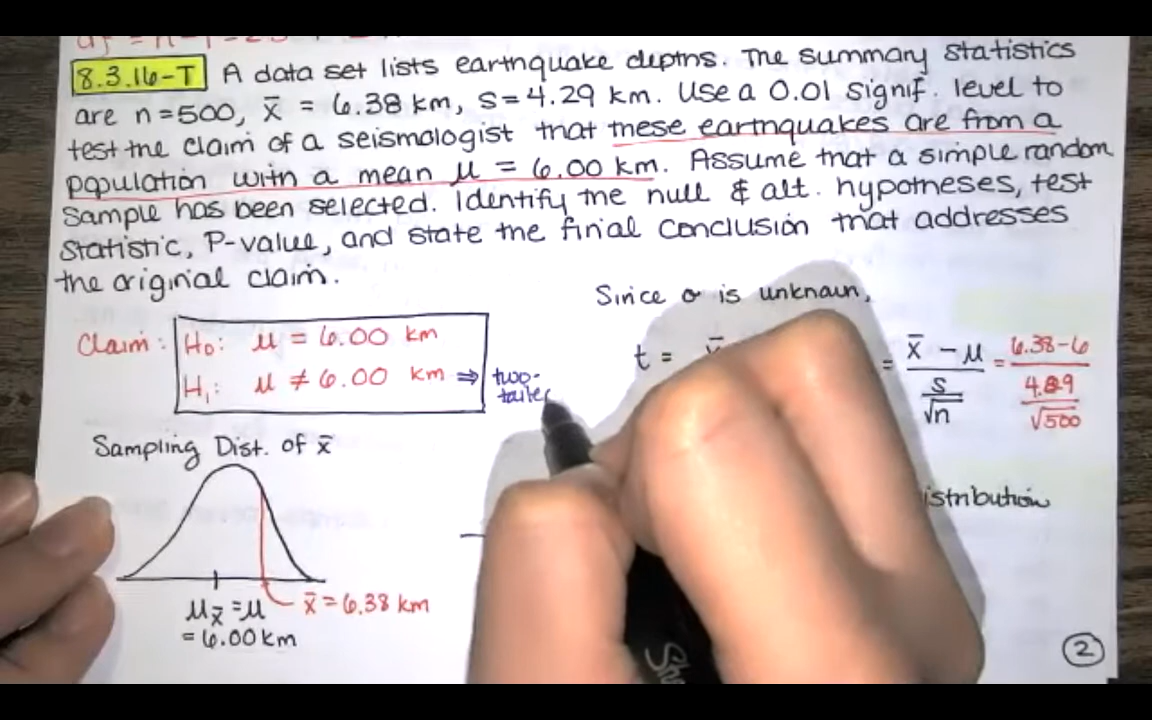 df = n-1 =
8.3.16-T A data set lists earthquake depths. The summary statistics
are n=500, x̄ = 6.38 km, s=4.29 km. Use a 0.01 signif. level to
test the claim of a seismologist that these earthquakes are from a
population with a mean μ = 6.00 km. Assume that a simple random
sample has been selected. Identify the null & alt. hypotheses, test
statistic, P-value, and state the final conclusion that addresses
the original claim.
Since σ is unknown,
Claim: H₀: μ = 6.00 km
H₁: μ ≠ 6.00 km ⇒ two-
tailed
t = x̄ = x̄ - μ / s/√n = 6.38-6 / 4.29/√500
Sampling Dist. of x̄
istribution
μx̄ = μ
= 6.00 km
x̄ = 6.38 km
Sha
2